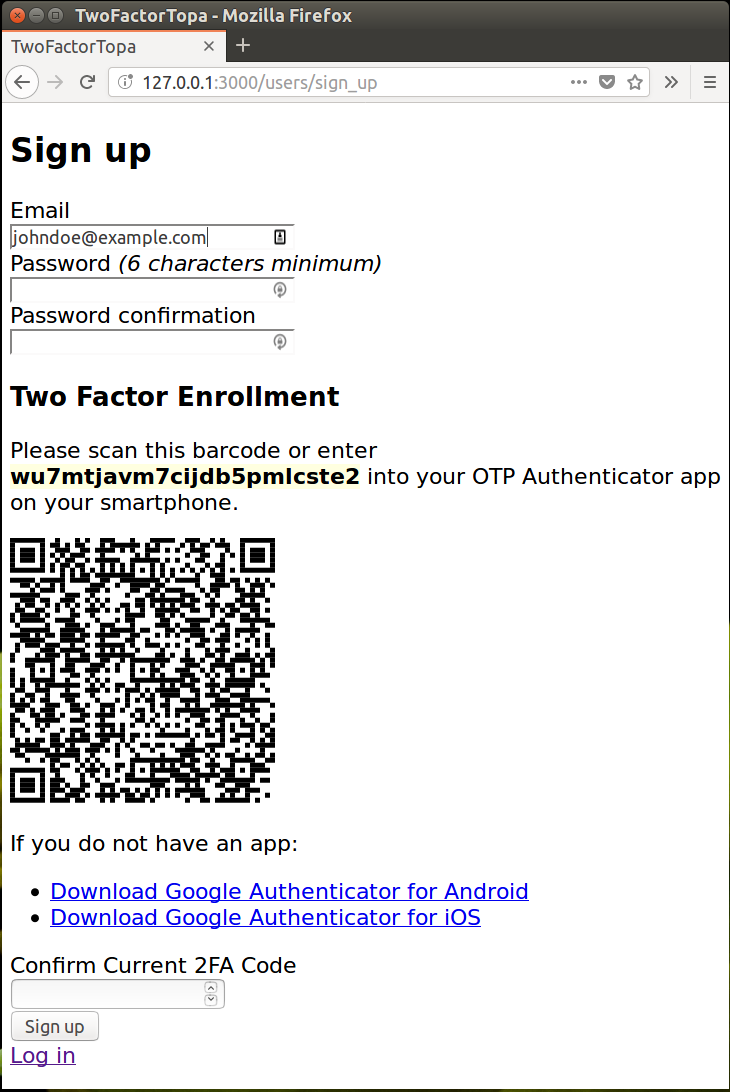 TwoFactorTopa - Mozilla Firefox
TwoFactorTopa
127.0.0.1:3000/users/sign_up
Sign up
Email
johndoe@example.com
Password (6 characters minimum)
Password confirmation
Two Factor Enrollment
Please scan this barcode or enter
wu7mtjavm7cijdb5pmlcste2 into your OTP Authenticator app
on your smartphone.
If you do not have an app:
Download Google Authenticator for Android
Download Google Authenticator for iOS
Confirm Current 2FA Code
Sign up
Log in